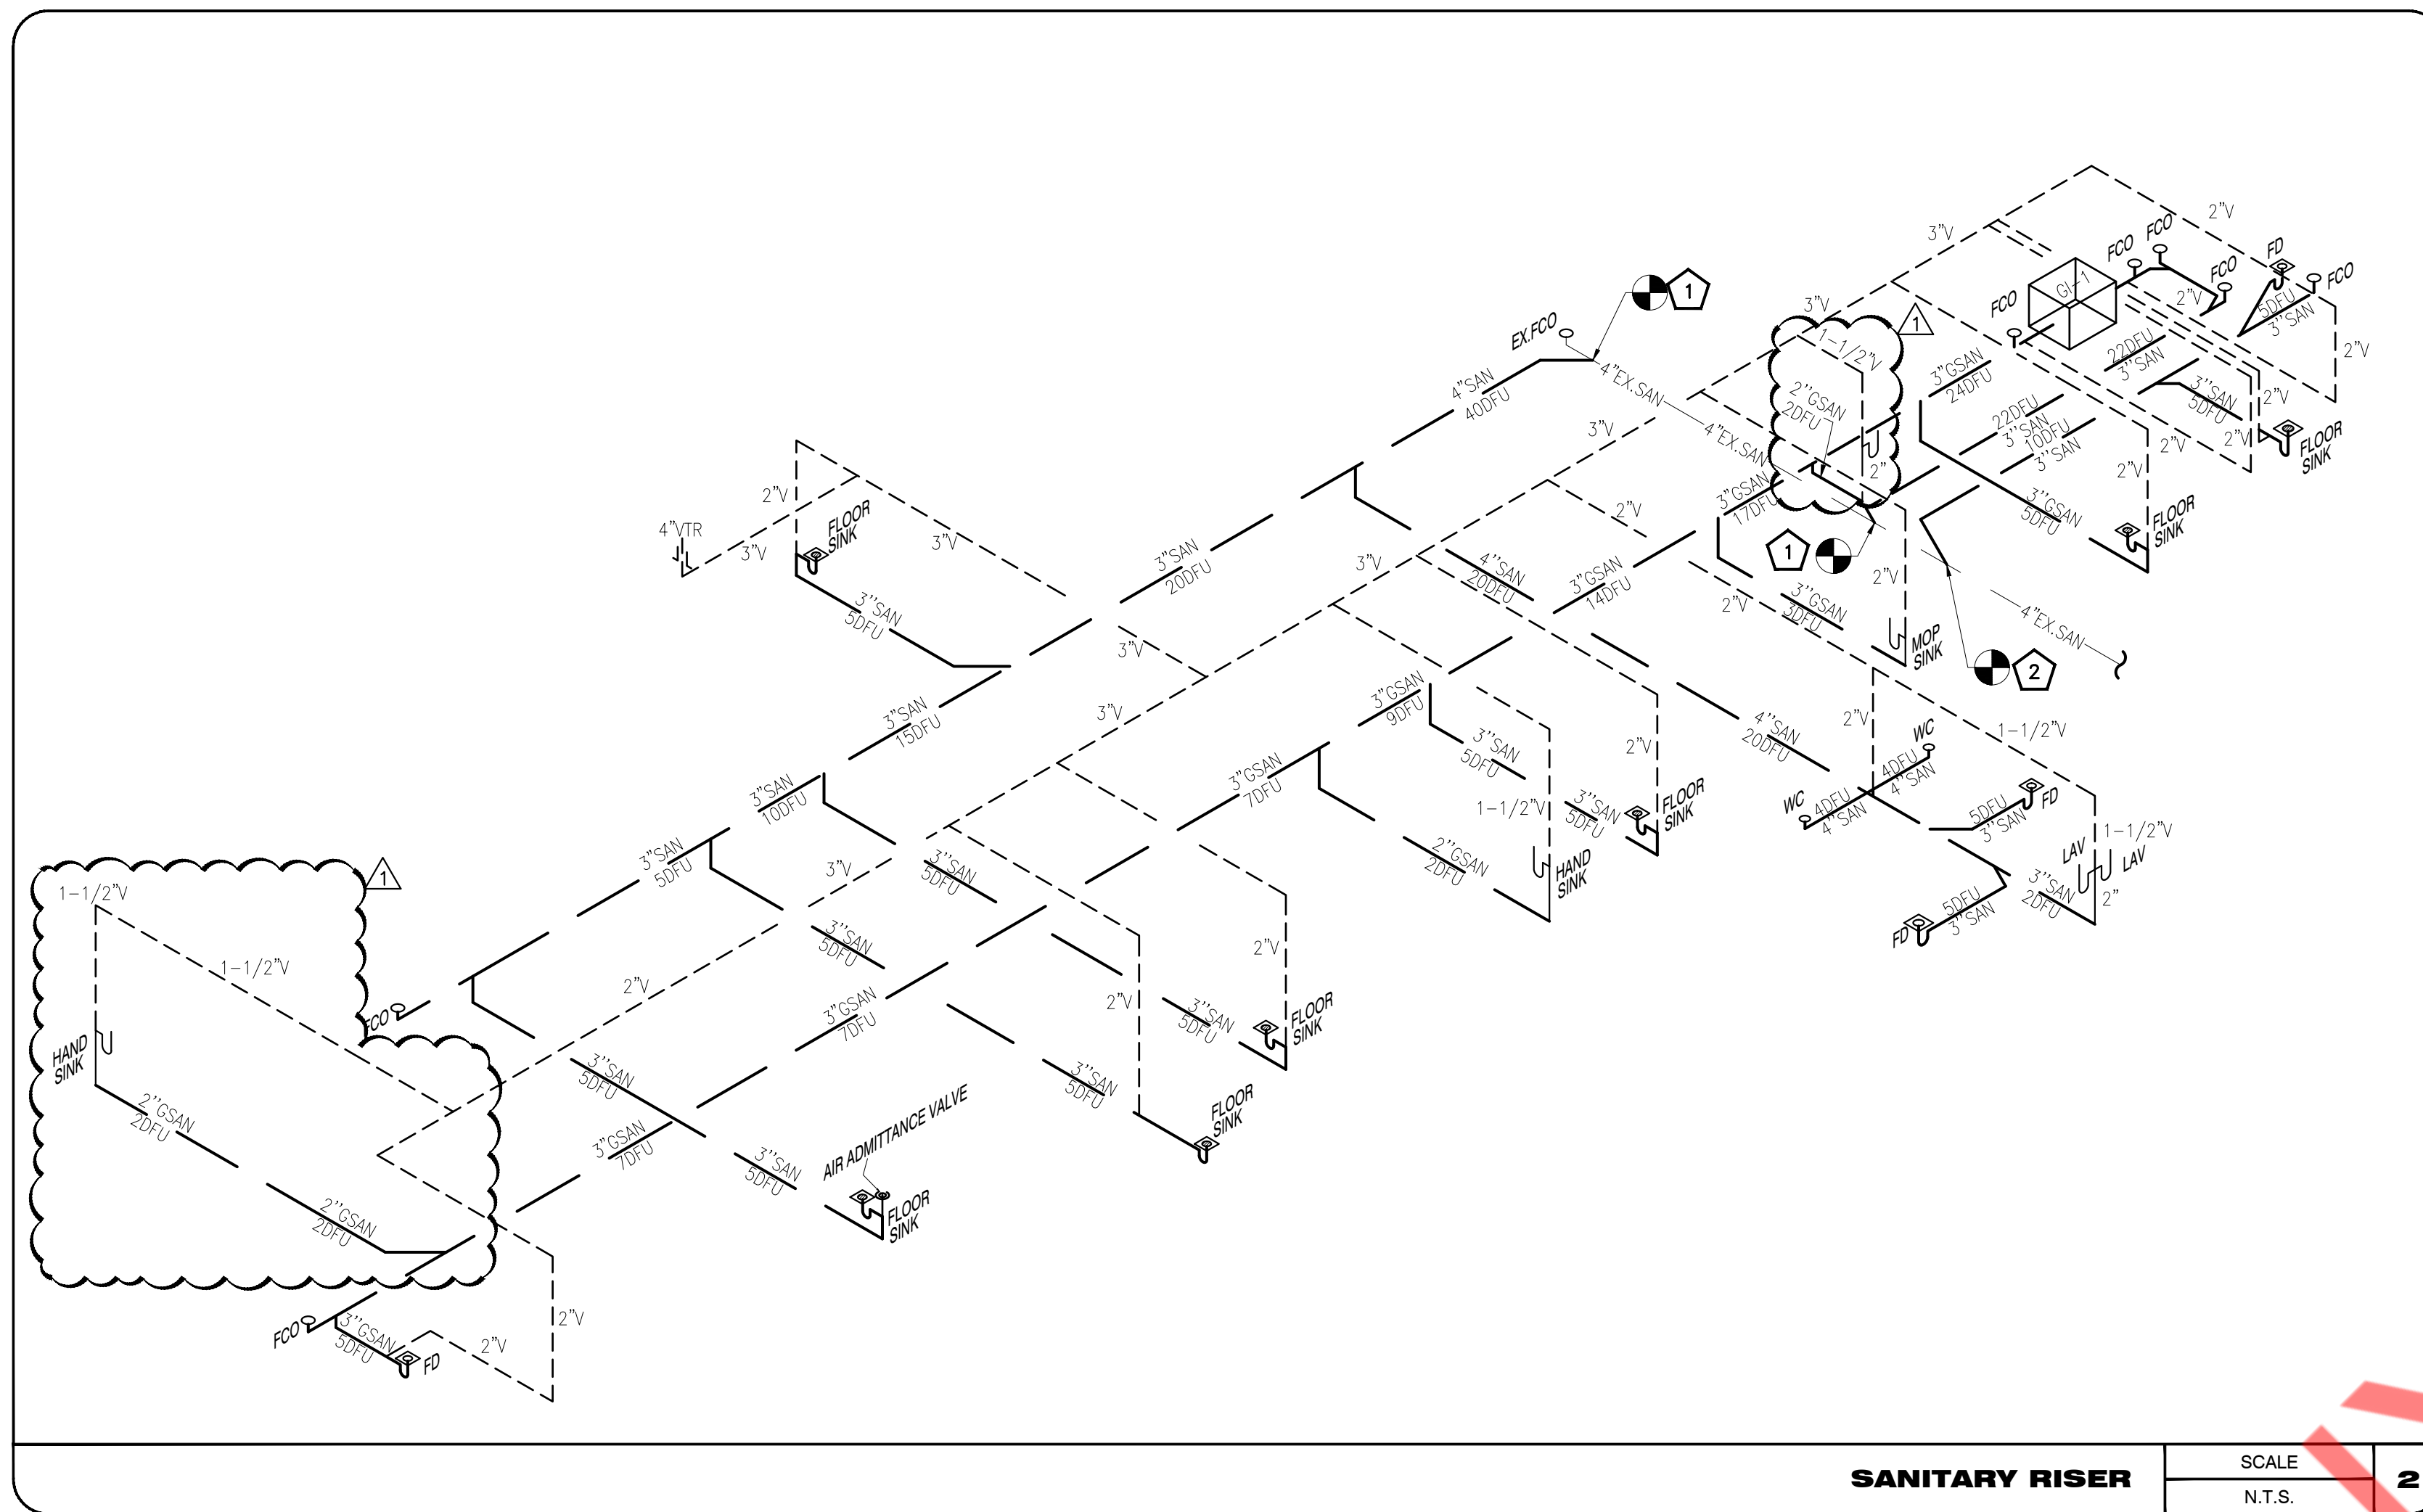 2"V
FCO
FCO
FD
3"V
FCO
FCO
GI-1
2"V
5DFU
3''SAN
FCO
FCO
1
3"V
1
1-1/2"V
EX.FCO
2"V
22DFU
3''SAN
4"SAN
40DFU
4"EX.SAN
3"GSAN
24DFU
2''GSAN
2DFU
3''SAN
5DFU
2"V
22DFU
3''SAN
10DFU
3''SAN
4"EX.SAN
3"V
2"V
2"V
FLOOR
SINK
2"
2"V
3"GSAN
17DFU
3''GSAN
5DFU
FLOOR
SINK
2"V
FLOOR
SINK
4"VTR
3"V
3"V
2"V
1
3"V
3"SAN
20DFU
4''SAN
20DFU
3"GSAN
14DFU
2"V
3''GSAN
3DFU
2"V
MOP
SINK
4"EX.SAN
2
3''SAN
5DFU
3"V
3"V
3"SAN
15DFU
3"GSAN
9DFU
3''SAN
5DFU
2"V
4''SAN
20DFU
2"V
WC
1-1/2"V
4DFU
4''SAN
3"GSAN
7DFU
3"SAN
10DFU
1-1/2"V
3''SAN
5DFU
FLOOR
SINK
WC
4DFU
4''SAN
5DFU
3''SAN
FD
1-1/2"V
LAV
LAV
3"SAN
5DFU
3"V
3''SAN
5DFU
2''GSAN
2DFU
HAND
SINK
3''SAN
2DFU
2"
5DFU
3''SAN
FD
1
1-1/2"V
1-1/2"V
3''SAN
5DFU
2"V
2"V
2"V
3"GSAN
7DFU
3''SAN
5DFU
FLOOR
SINK
FCO
HAND
SINK
2''GSAN
2DFU
3''SAN
5DFU
3''SAN
5DFU
FLOOR
SINK
3"GSAN
7DFU
3''SAN
5DFU
AIR ADMITTANCE VALVE
FLOOR
SINK
2''GSAN
2DFU
2"V
FCO
3''GSAN
5DFU
FD
2"V
SANITARY RISER
SCALE
N.T.S.
2